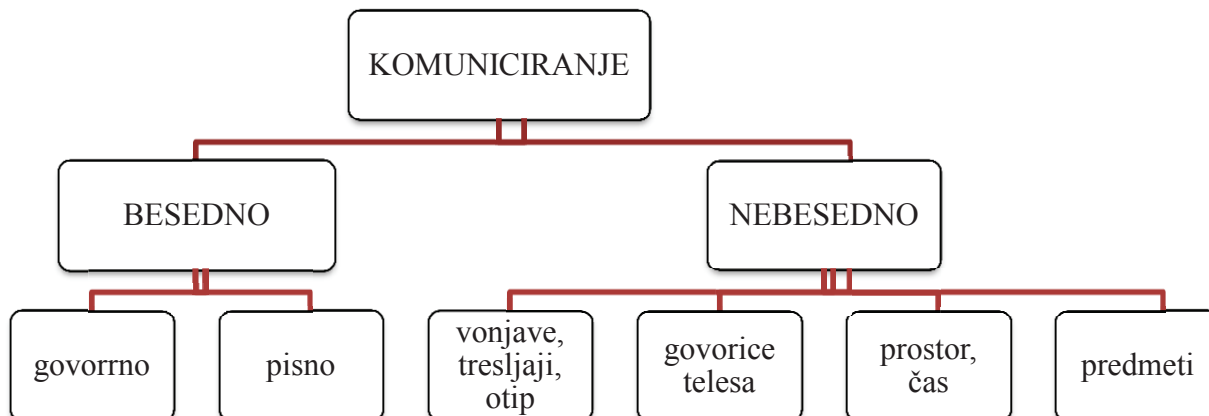 KOMUNICIRANJE
BESEDNO
NEBESEDNO
govorrno
pisno
vonjave,
tresljaji,
otip
govorice
telesa
prostor,
čas
predmeti